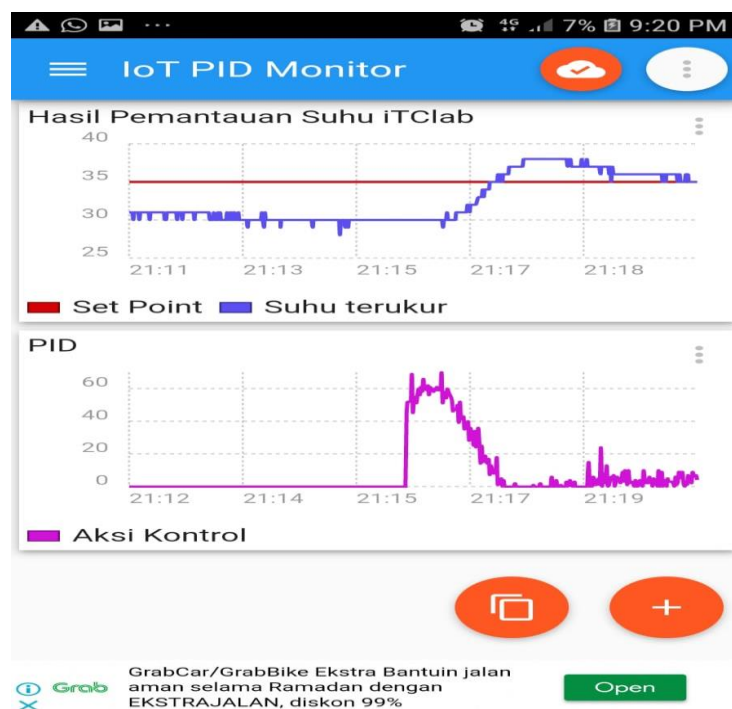 4G 7% 9:20 PM
IoT PID Monitor
Hasil Pemantauan Suhu iTClab
40
35
30
25
21:11 21:13 21:15 21:17 21:18
Set Point Suhu terukur
PID
60
40
20
0
21:12 21:14 21:15 21:17 21:19
Aksi Kontrol
GrabCar/GrabBike Ekstra Bantuin jalan
Grab aman selama Ramadan dengan Open
EKSTRAJALAN, diskon 99%